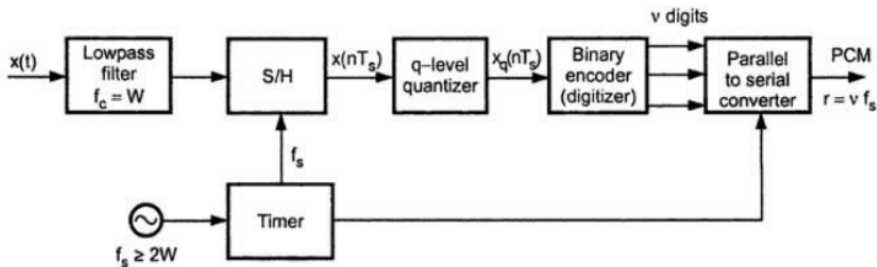 ν digits
x(t)
Lowpass
filter
f_c = W
S/H
x(nT_s)
q–level
quantizer
x_q(nT_s)
Binary
encoder
(digitizer)
Parallel
to serial
converter
PCM
r = ν f_s
f_s
Timer
f_s ≥ 2W